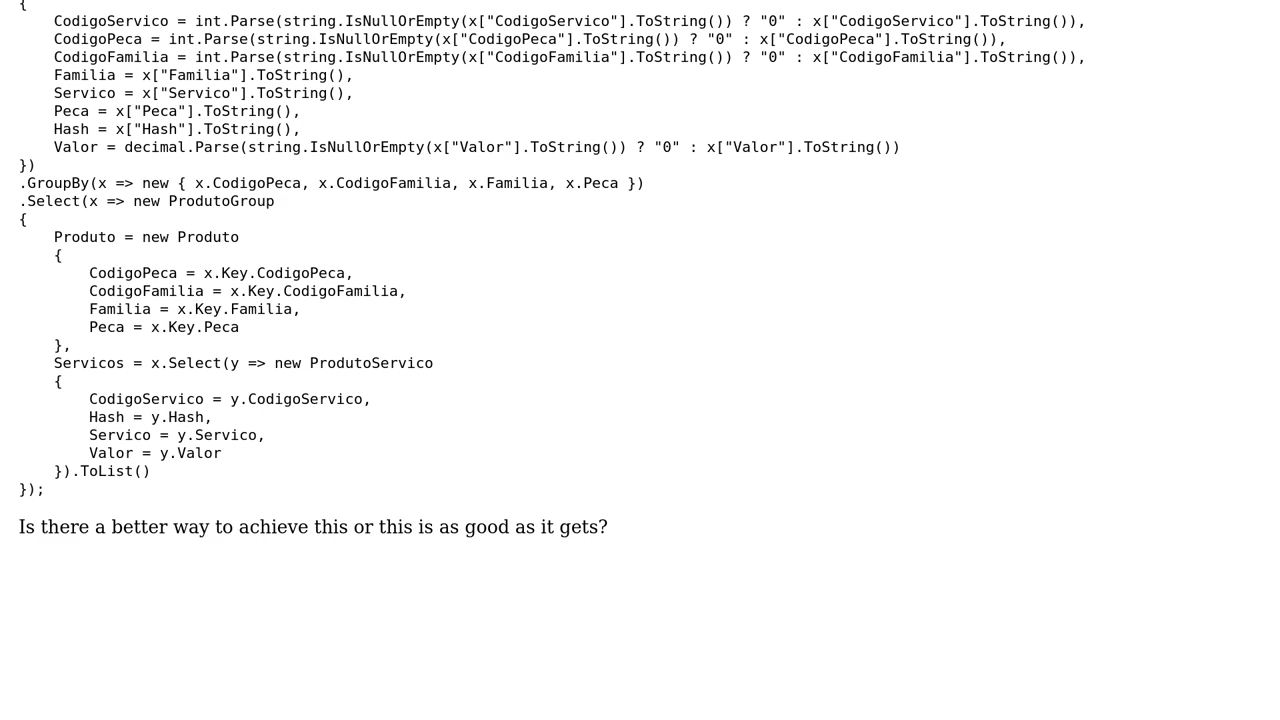 {
    CodigoServico = int.Parse(string.IsNullOrEmpty(x["CodigoServico"].ToString()) ? "0" : x["CodigoServico"].ToString()),
    CodigoPeca = int.Parse(string.IsNullOrEmpty(x["CodigoPeca"].ToString()) ? "0" : x["CodigoPeca"].ToString()),
    CodigoFamilia = int.Parse(string.IsNullOrEmpty(x["CodigoFamilia"].ToString()) ? "0" : x["CodigoFamilia"].ToString()),
    Familia = x["Familia"].ToString(),
    Servico = x["Servico"].ToString(),
    Peca = x["Peca"].ToString(),
    Hash = x["Hash"].ToString(),
    Valor = decimal.Parse(string.IsNullOrEmpty(x["Valor"].ToString()) ? "0" : x["Valor"].ToString())
})
.GroupBy(x => new { x.CodigoPeca, x.CodigoFamilia, x.Familia, x.Peca })
.Select(x => new ProdutoGroup
{
    Produto = new Produto
    {
        CodigoPeca = x.Key.CodigoPeca,
        CodigoFamilia = x.Key.CodigoFamilia,
        Familia = x.Key.Familia,
        Peca = x.Key.Peca
    },
    Servicos = x.Select(y => new ProdutoServico
    {
        CodigoServico = y.CodigoServico,
        Hash = y.Hash,
        Servico = y.Servico,
        Valor = y.Valor
    }).ToList()
});
Is there a better way to achieve this or this is as good as it gets?